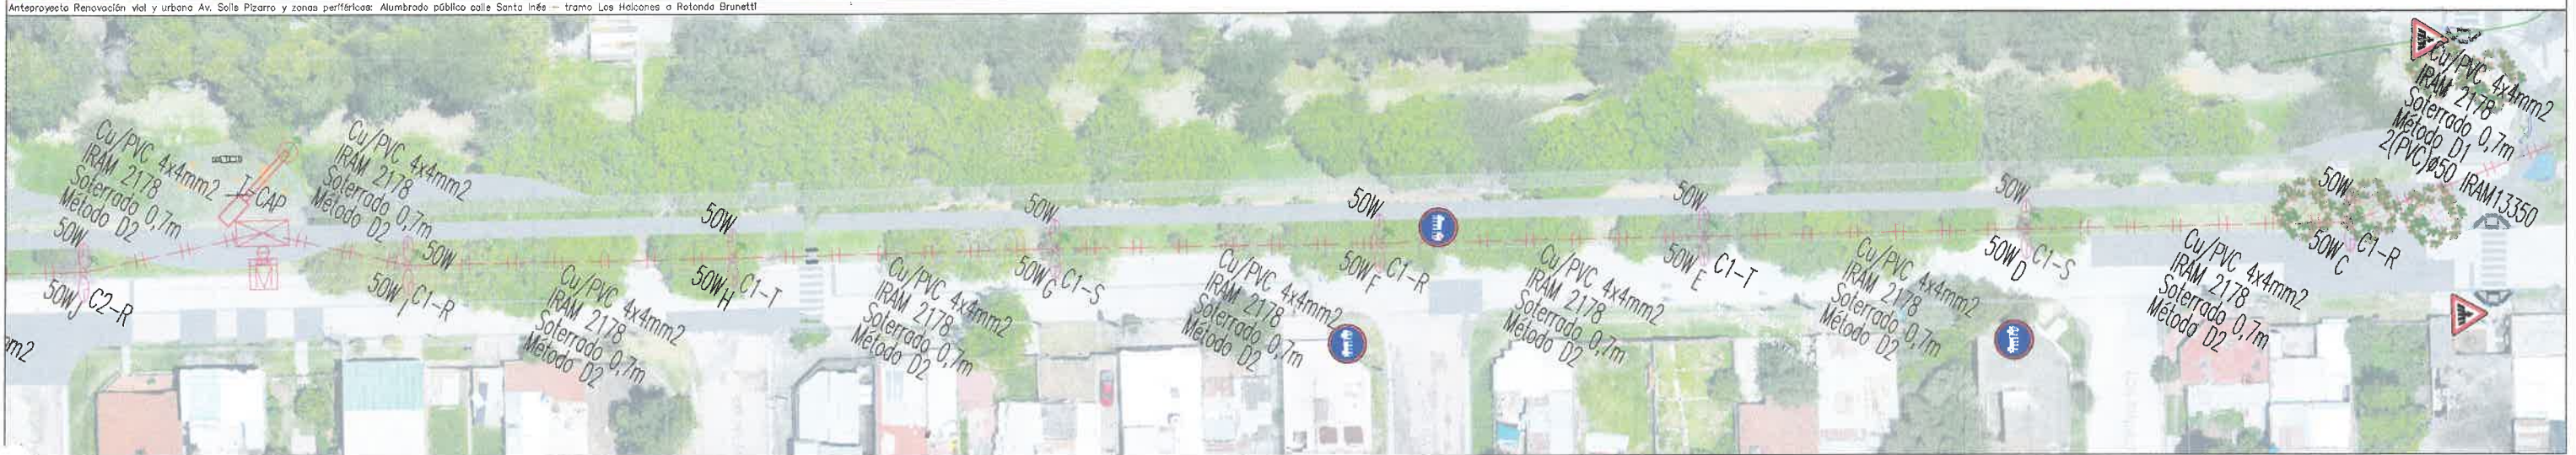 Anteproyecto Renovación vial y urbana Av. Solis Pizarro y zonas periféricas: Alumbrado público calle Santa Inés – tramo Los Halcones a Rotonda Brunetti
Cu/PVC 4x4mm2
IRAM 2178
Soterrado 0,7m
Método D2
T-CAP
Cu/PVC 4x4mm2
IRAM 2178
Soterrado 0,7m
Método D2
50W
50W J C2-R
50W
50W I C1-R
Cu/PVC 4x4mm2
IRAM 2178
Soterrado 0,7m
Método D2
50W
50W H C1-T
Cu/PVC 4x4mm2
IRAM 2178
Soterrado 0,7m
Método D2
50W
50W G C1-S
Cu/PVC 4x4mm2
IRAM 2178
Soterrado 0,7m
Método D2
50W
50W F C1-R
Cu/PVC 4x4mm2
IRAM 2178
Soterrado 0,7m
Método D2
50W
50W E C1-T
Cu/PVC 4x4mm2
IRAM 2178
Soterrado 0,7m
Método D2
50W
50W D C1-S
Cu/PVC 4x4mm2
IRAM 2178
Soterrado 0,7m
Método D2
50W
50W C C1-R
Cu/PVC 4x4mm2
IRAM 2178
Soterrado 0,7m
Método D1
2(PVC)ø50 IRAM13350
m2